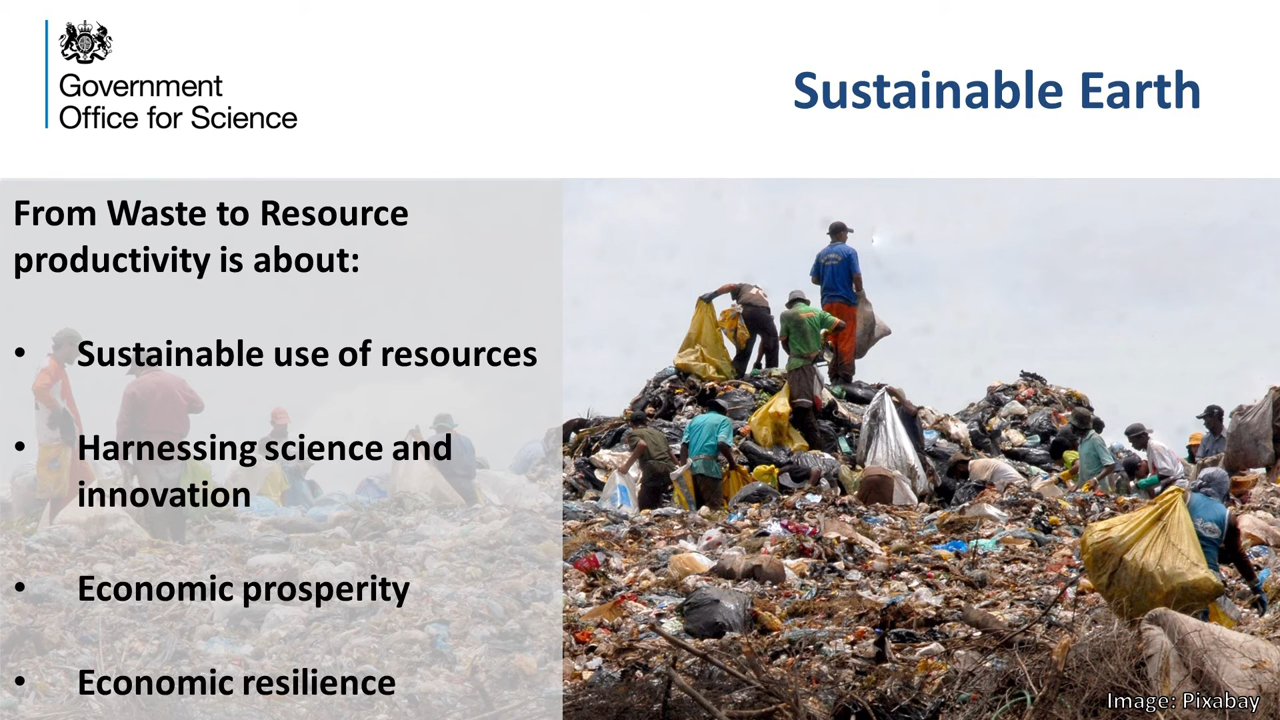 Government
Office for Science
Sustainable Earth
From Waste to Resource
productivity is about:
• Sustainable use of resources
• Harnessing science and
innovation
• Economic prosperity
• Economic resilience
Image: Pixabay